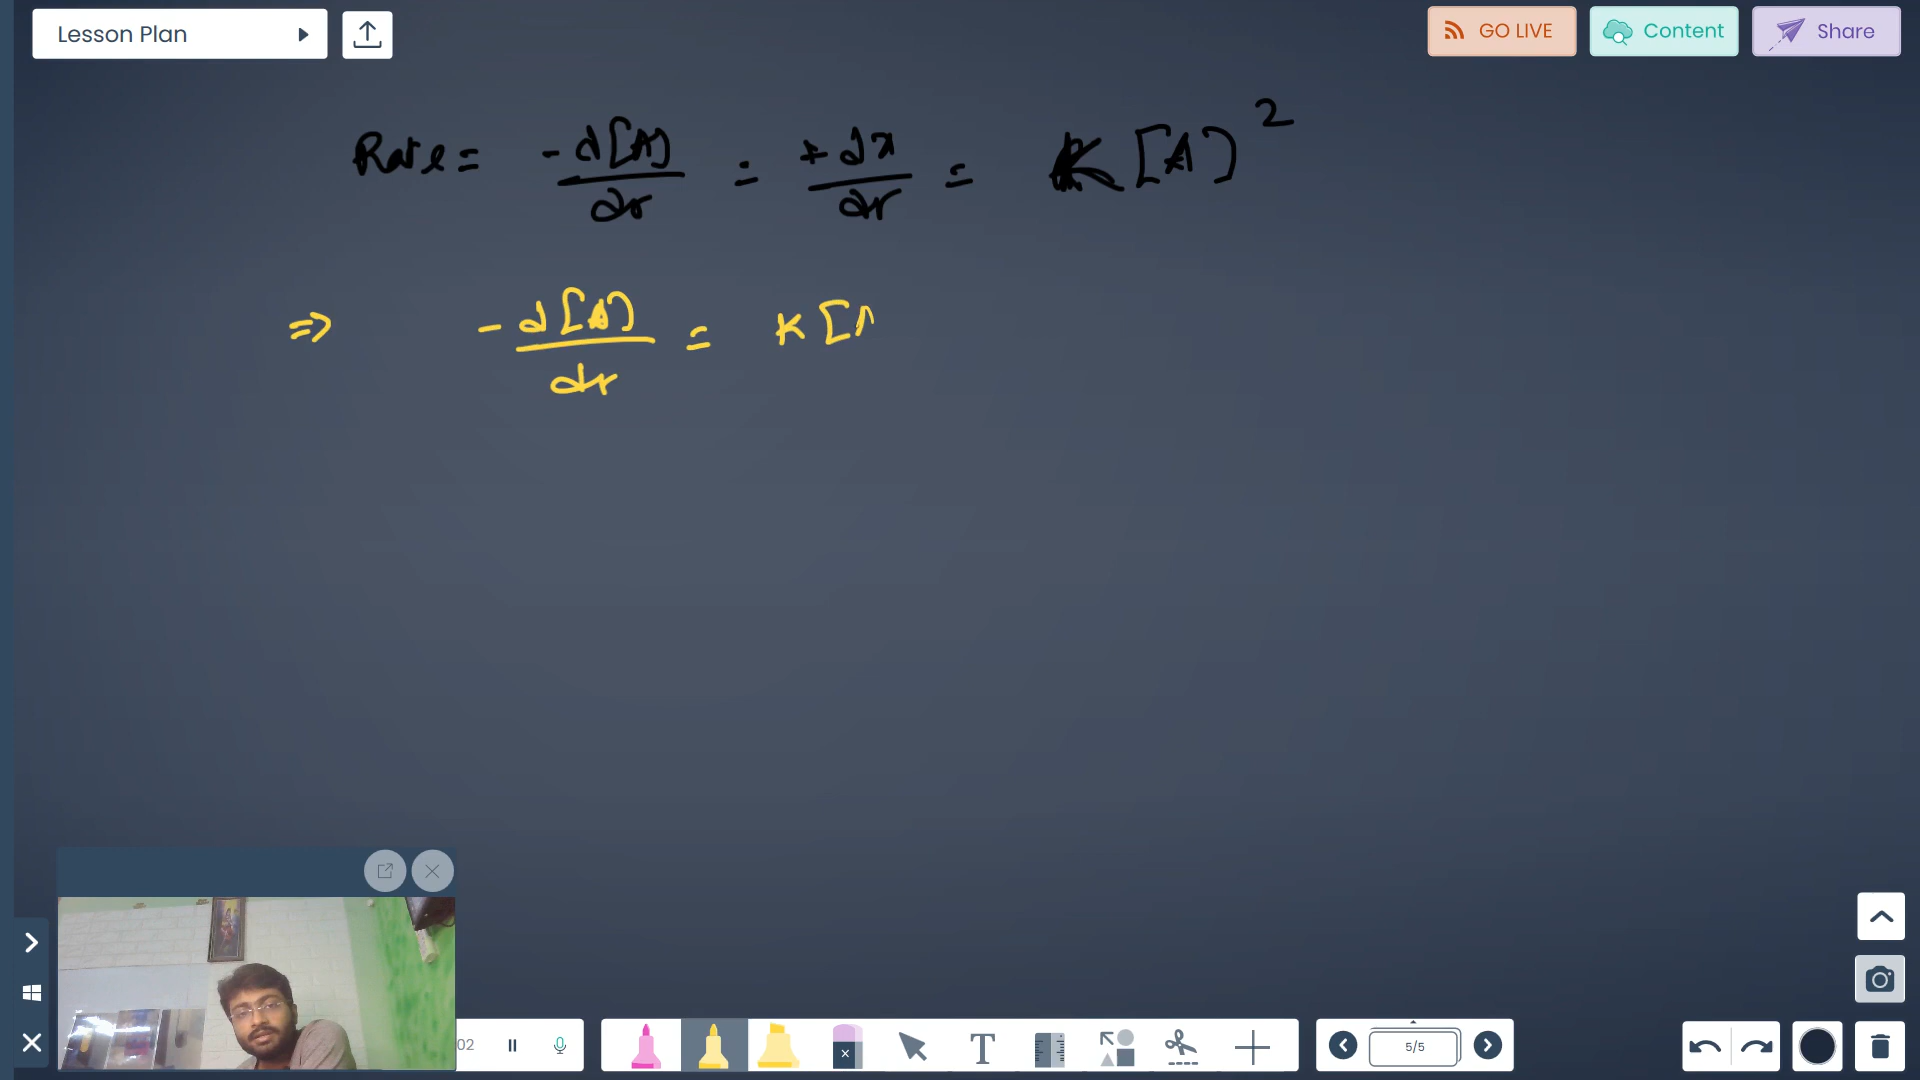 Lesson Plan
GO LIVE
Content
Share
Rate = -d[A]/dt = +dx/dt = K[A]²
⇒ -d[A]/dt = K[A
02
5/5